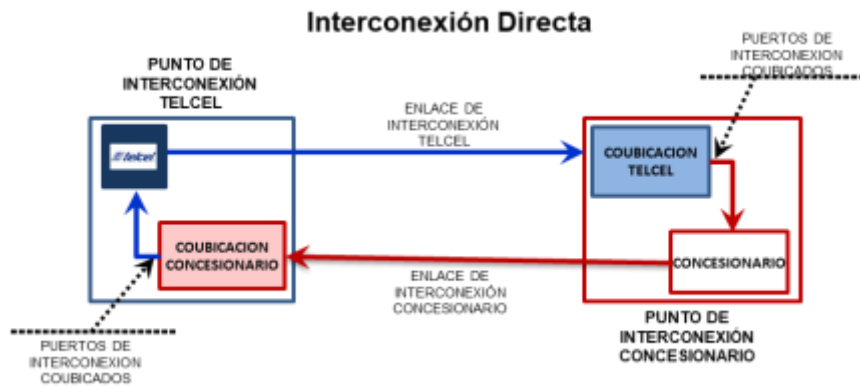 Interconexión Directa
PUERTOS DE
INTERCONEXION
COUBICADOS
PUNTO DE
INTERCONEXIÓN
TELCEL
ENLACE DE
INTERCONEXIÓN
TELCEL
telcel
COUBICACION
TELCEL
COUBICACION
CONCESIONARIO
CONCESIONARIO
ENLACE DE
INTERCONEXIÓN
CONCESIONARIO
PUERTOS DE
INTERCONEXION
COUBICADOS
PUNTO DE
INTERCONEXIÓN
CONCESIONARIO